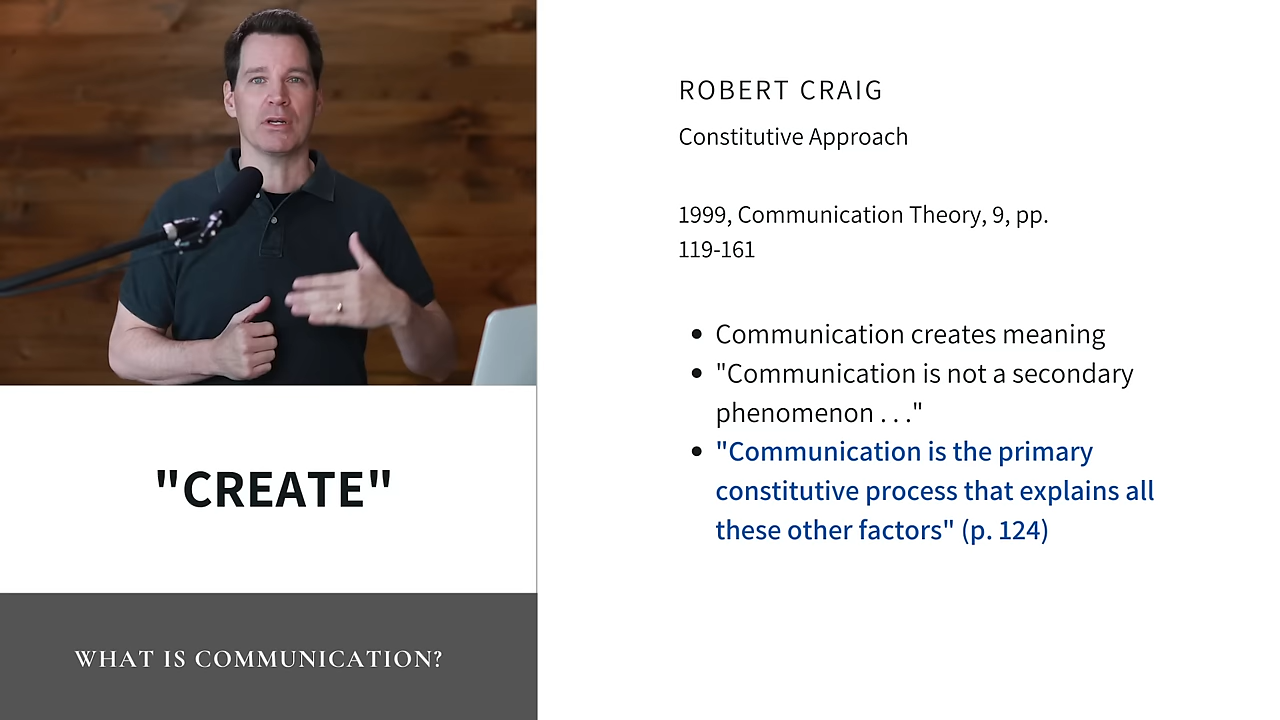 "CREATE"
WHAT IS COMMUNICATION?
ROBERT CRAIG
Constitutive Approach
1999, Communication Theory, 9, pp.
119-161
• Communication creates meaning
• "Communication is not a secondary
phenomenon . . ."
• "Communication is the primary
constitutive process that explains all
these other factors" (p. 124)